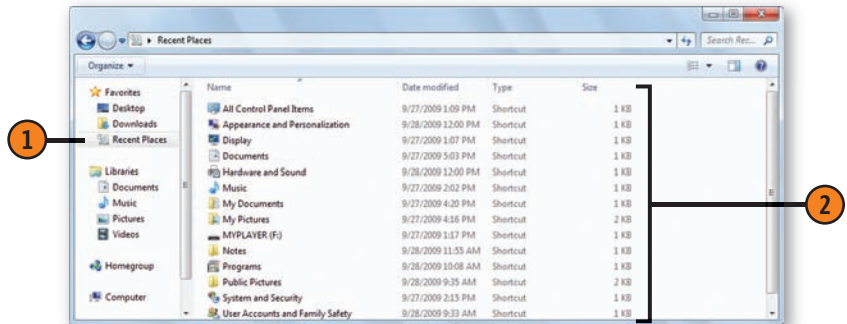 Recent Places
Search Rec...
Organize
Name Date modified Type Size
Favorites
Desktop
Downloads
Recent Places
Libraries
Documents
Music
Pictures
Videos
Homegroup
Computer
All Control Panel Items 9/27/2009 1:09 PM Shortcut 1 KB
Appearance and Personalization 9/28/2009 12:00 PM Shortcut 1 KB
Display 9/27/2009 1:07 PM Shortcut 1 KB
Documents 9/27/2009 5:03 PM Shortcut 1 KB
Hardware and Sound 9/28/2009 12:00 PM Shortcut 1 KB
Music 9/27/2009 2:02 PM Shortcut 1 KB
My Documents 9/27/2009 4:20 PM Shortcut 1 KB
My Pictures 9/27/2009 4:16 PM Shortcut 2 KB
MYPLAYER (F:) 9/27/2009 1:17 PM Shortcut 1 KB
Notes 9/28/2009 11:55 AM Shortcut 1 KB
Programs 9/28/2009 10:08 AM Shortcut 1 KB
Public Pictures 9/28/2009 9:35 AM Shortcut 2 KB
System and Security 9/27/2009 2:15 PM Shortcut 1 KB
User Accounts and Family Safety 9/28/2009 9:33 AM Shortcut 1 KB
1
2